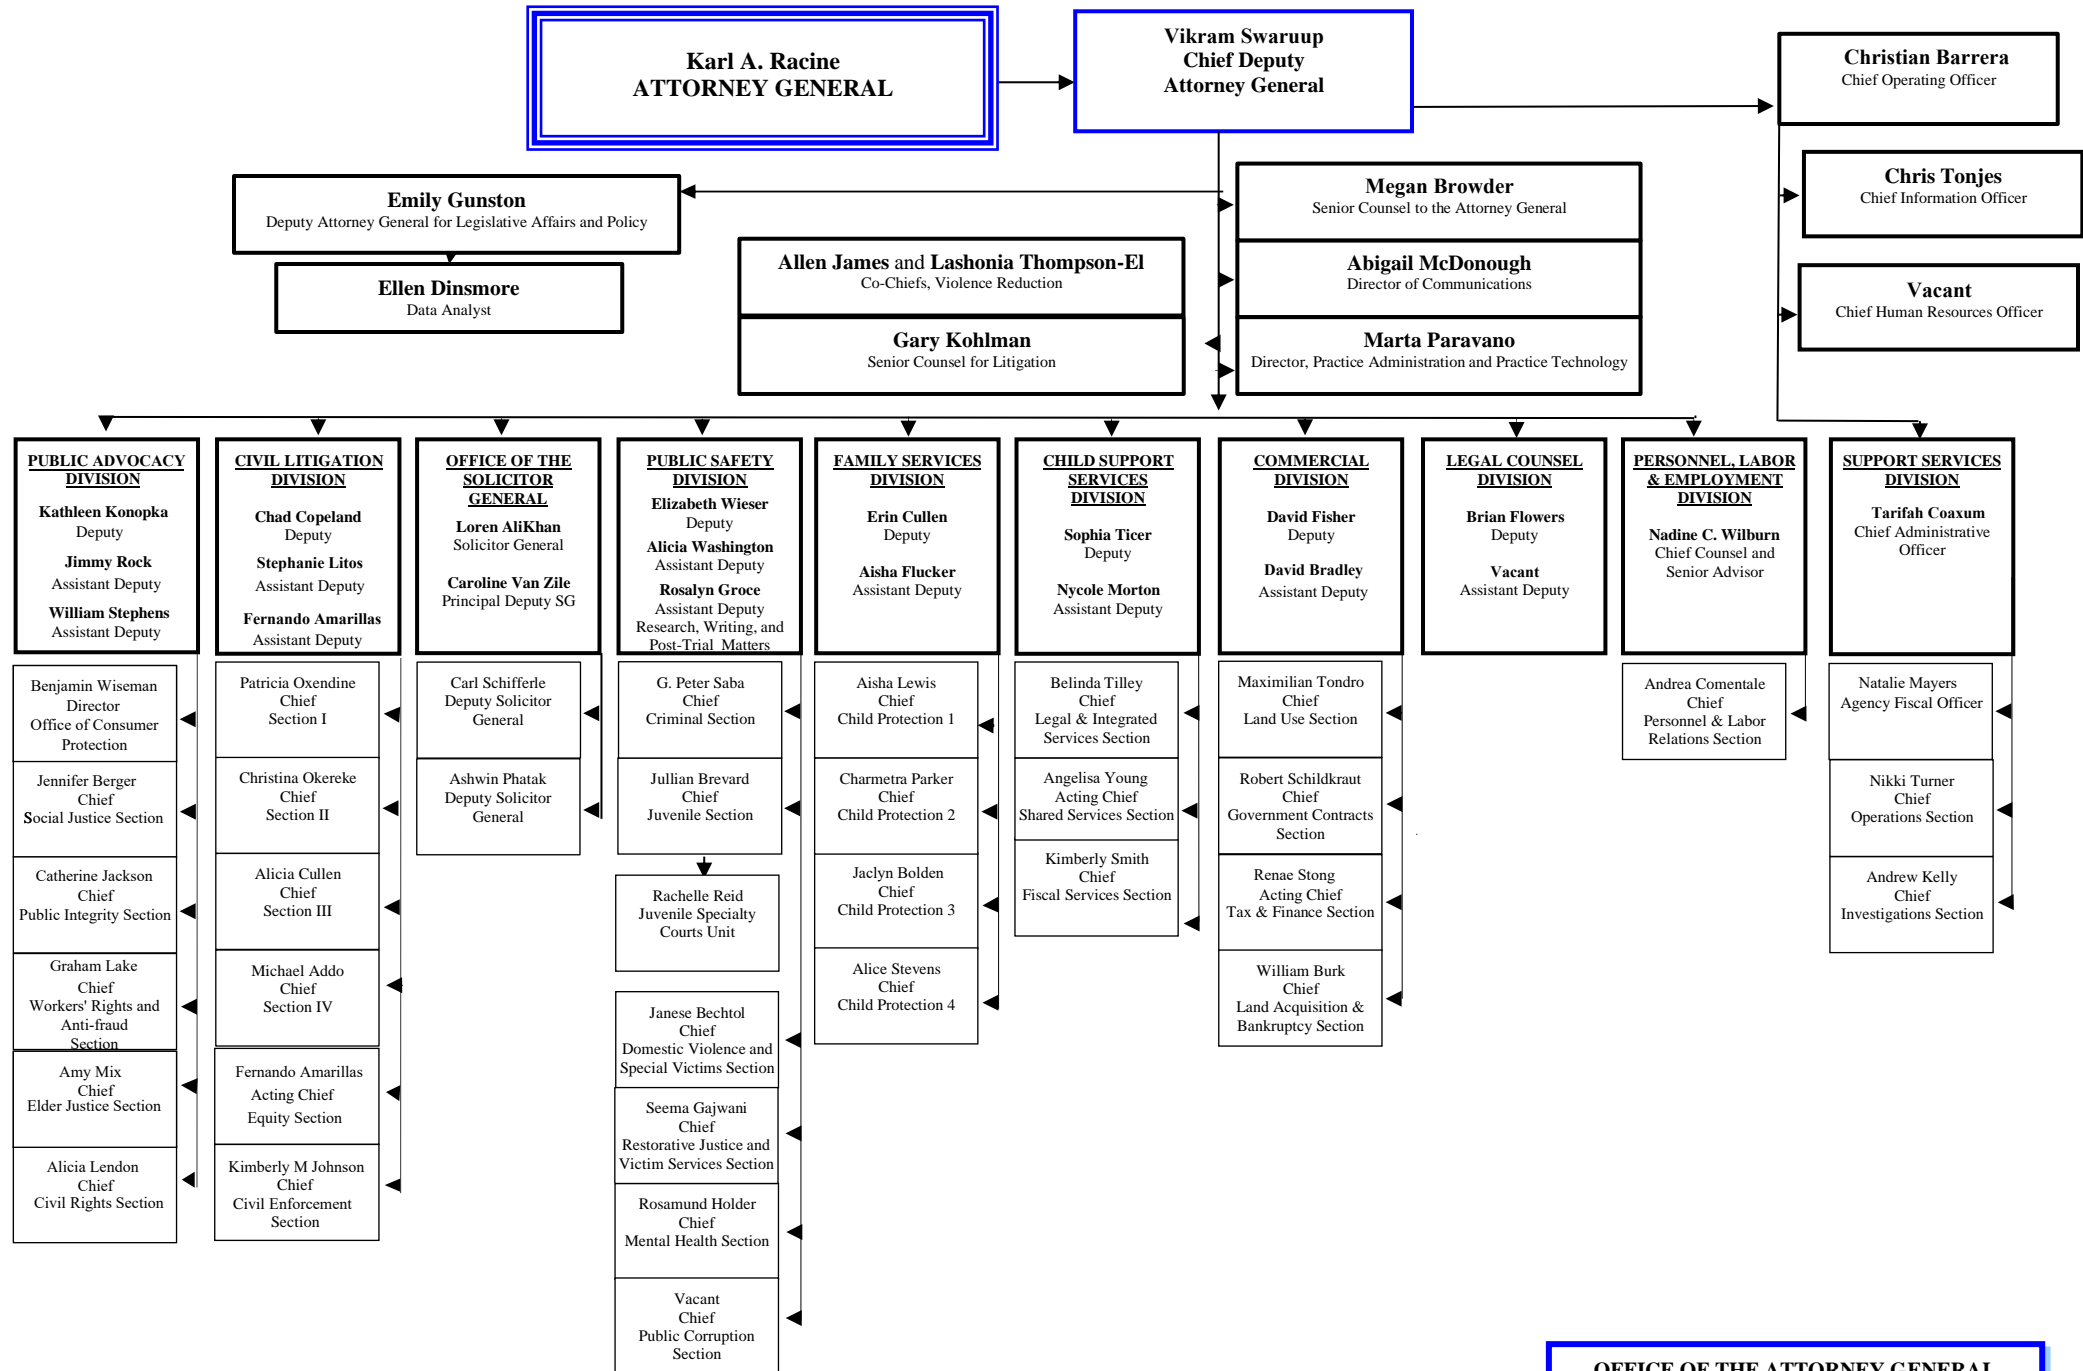 Karl A. Racine
ATTORNEY GENERAL
Vikram Swaruup
Chief Deputy
Attorney General
Christian Barrera
Chief Operating Officer
Chris Tonjes
Chief Information Officer
Vacant
Chief Human Resources Officer
Emily Gunston
Deputy Attorney General for Legislative Affairs and Policy
Ellen Dinsmore
Data Analyst
Megan Browder
Senior Counsel to the Attorney General
Allen James and Lashonia Thompson-El
Co-Chiefs, Violence Reduction
Abigail McDonough
Director of Communications
Gary Kohlman
Senior Counsel for Litigation
Marta Paravano
Director, Practice Administration and Practice Technology
PUBLIC ADVOCACY
DIVISION
Kathleen Konopka
Deputy
Jimmy Rock
Assistant Deputy
William Stephens
Assistant Deputy
Benjamin Wiseman
Director
Office of Consumer
Protection
Jennifer Berger
Chief
Social Justice Section
Catherine Jackson
Chief
Public Integrity Section
Graham Lake
Chief
Workers' Rights and
Anti-fraud
Section
Amy Mix
Chief
Elder Justice Section
Alicia Lendon
Chief
Civil Rights Section
CIVIL LITIGATION
DIVISION
Chad Copeland
Deputy
Stephanie Litos
Assistant Deputy
Fernando Amarillas
Assistant Deputy
Patricia Oxendine
Chief
Section I
Christina Okereke
Chief
Section II
Alicia Cullen
Chief
Section III
Michael Addo
Chief
Section IV
Fernando Amarillas
Acting Chief
Equity Section
Kimberly M Johnson
Chief
Civil Enforcement
Section
OFFICE OF THE
SOLICITOR
GENERAL
Loren AliKhan
Solicitor General
Caroline Van Zile
Principal Deputy SG
Carl Schifferle
Deputy Solicitor
General
Ashwin Phatak
Deputy Solicitor
General
PUBLIC SAFETY
DIVISION
Elizabeth Wieser
Deputy
Alicia Washington
Assistant Deputy
Rosalyn Groce
Assistant Deputy
Research, Writing, and
Post-Trial Matters
G. Peter Saba
Chief
Criminal Section
Jullian Brevard
Chief
Juvenile Section
Rachelle Reid
Juvenile Specialty
Courts Unit
Janese Bechtol
Chief
Domestic Violence and
Special Victims Section
Seema Gajwani
Chief
Restorative Justice and
Victim Services Section
Rosamund Holder
Chief
Mental Health Section
Vacant
Chief
Public Corruption
Section
FAMILY SERVICES
DIVISION
Erin Cullen
Deputy
Aisha Flucker
Assistant Deputy
Aisha Lewis
Chief
Child Protection 1
Charmetra Parker
Chief
Child Protection 2
Jaclyn Bolden
Chief
Child Protection 3
Alice Stevens
Chief
Child Protection 4
CHILD SUPPORT
SERVICES
DIVISION
Sophia Ticer
Deputy
Nycole Morton
Assistant Deputy
Belinda Tilley
Chief
Legal & Integrated
Services Section
Angelisa Young
Acting Chief
Shared Services Section
Kimberly Smith
Chief
Fiscal Services Section
COMMERCIAL
DIVISION
David Fisher
Deputy
David Bradley
Assistant Deputy
Maximilian Tondro
Chief
Land Use Section
Robert Schildkraut
Chief
Government Contracts
Section
Renae Stong
Acting Chief
Tax & Finance Section
William Burk
Chief
Land Acquisition &
Bankruptcy Section
LEGAL COUNSEL
DIVISION
Brian Flowers
Deputy
Vacant
Assistant Deputy
PERSONNEL, LABOR
& EMPLOYMENT
DIVISION
Nadine C. Wilburn
Chief Counsel and
Senior Advisor
Andrea Comentale
Chief
Personnel & Labor
Relations Section
SUPPORT SERVICES
DIVISION
Tarifah Coaxum
Chief Administrative
Officer
Natalie Mayers
Agency Fiscal Officer
Nikki Turner
Chief
Operations Section
Andrew Kelly
Chief
Investigations Section
OFFICE OF THE ATTORNEY GENERAL